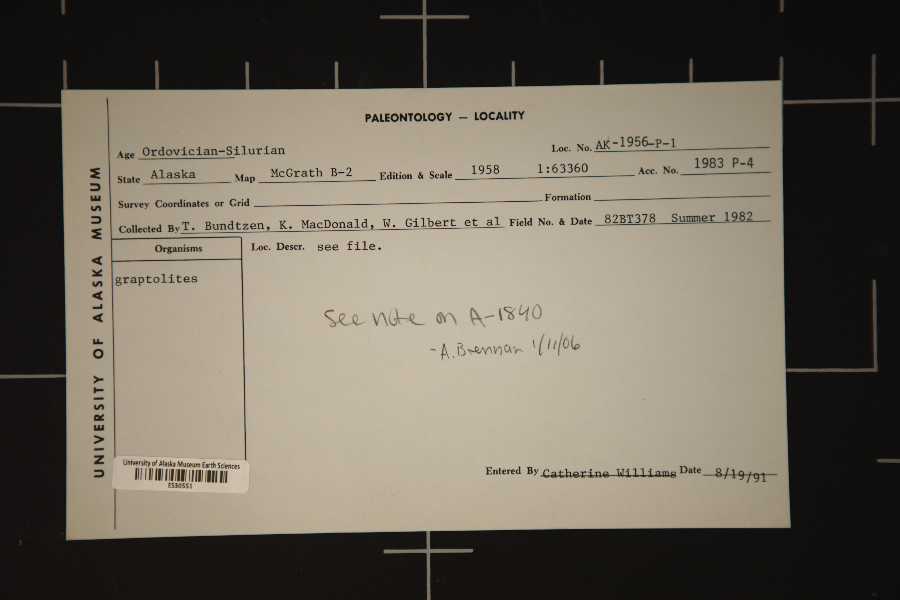 PALEONTOLOGY — LOCALITY
Age Ordovician-Silurian Loc. No. AK-1956-P-1
State Alaska Map McGrath B-2 Edition & Scale 1958 1:63360 Acc. No. 1983 P-4
Survey Coordinates or Grid Formation
Collected By T. Bundtzen, K. MacDonald, W. Gilbert et al Field No. & Date 82BT378 Summer 1982
Organisms
Loc. Descr. see file.
graptolites
See note on A-1840
-A. Brennan 1/11/06
Entered By Catherine Williams Date 8/19/91
University of Alaska Museum Earth Sciences
ES30551
UNIVERSITY OF ALASKA MUSEUM